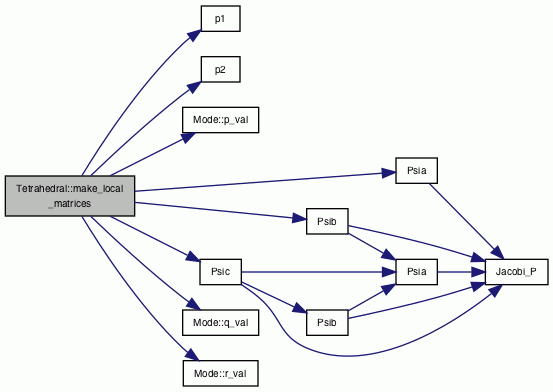 p1
p2
Mode::p_val
Tetrahedral::make_local
_matrices
Psia
Psib
Psic
Psia
Jacobi_P
Psib
Mode::q_val
Mode::r_val